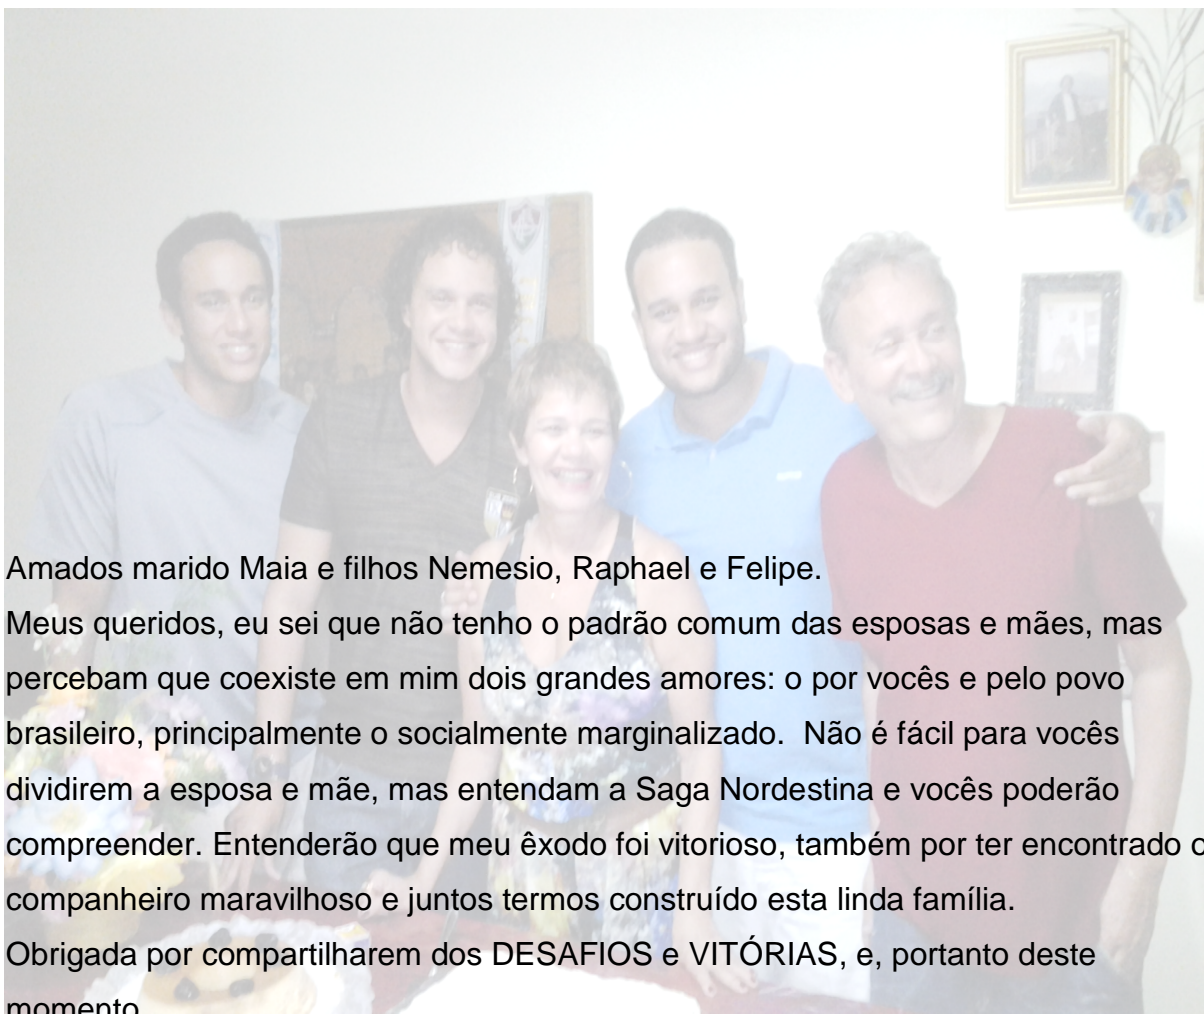 Amados marido Maia e filhos Nemesio, Raphael e Felipe.
Meus queridos, eu sei que não tenho o padrão comum das esposas e mães, mas
percebam que coexiste em mim dois grandes amores: o por vocês e pelo povo
brasileiro, principalmente o socialmente marginalizado.  Não é fácil para vocês
dividirem a esposa e mãe, mas entendam a Saga Nordestina e vocês poderão
compreender. Entenderão que meu êxodo foi vitorioso, também por ter encontrado o
companheiro maravilhoso e juntos termos construído esta linda família.
Obrigada por compartilharem dos DESAFIOS e VITÓRIAS, e, portanto deste
momento